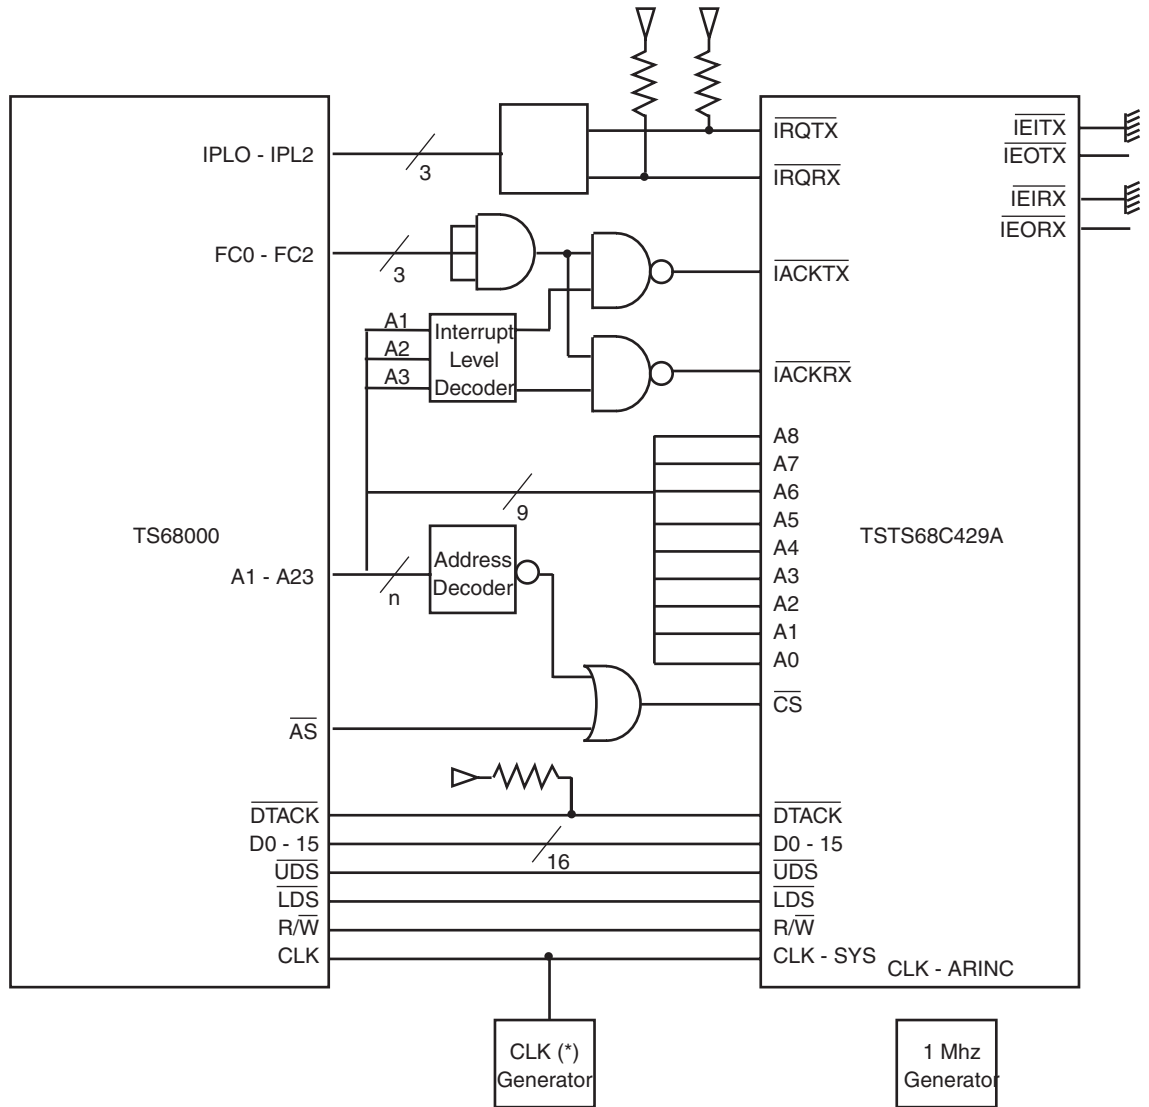 IPLO - IPL2
3
IRQTX
IRQRX
IEITX
IEOTX
IEIRX
IEORX
FC0 - FC2
3
IACKTX
A1
A2
A3
Interrupt
Level
Decoder
IACKRX
A8
A7
A6
A5
A4
A3
A2
A1
A0
9
TS68000
TSTS68C429A
A1 - A23
n
Address
Decoder
CS
AS
DTACK
D0 - 15
UDS
LDS
R/W
CLK
16
DTACK
D0 - 15
UDS
LDS
R/W
CLK - SYS
CLK - ARINC
CLK (*)
Generator
1 Mhz
Generator